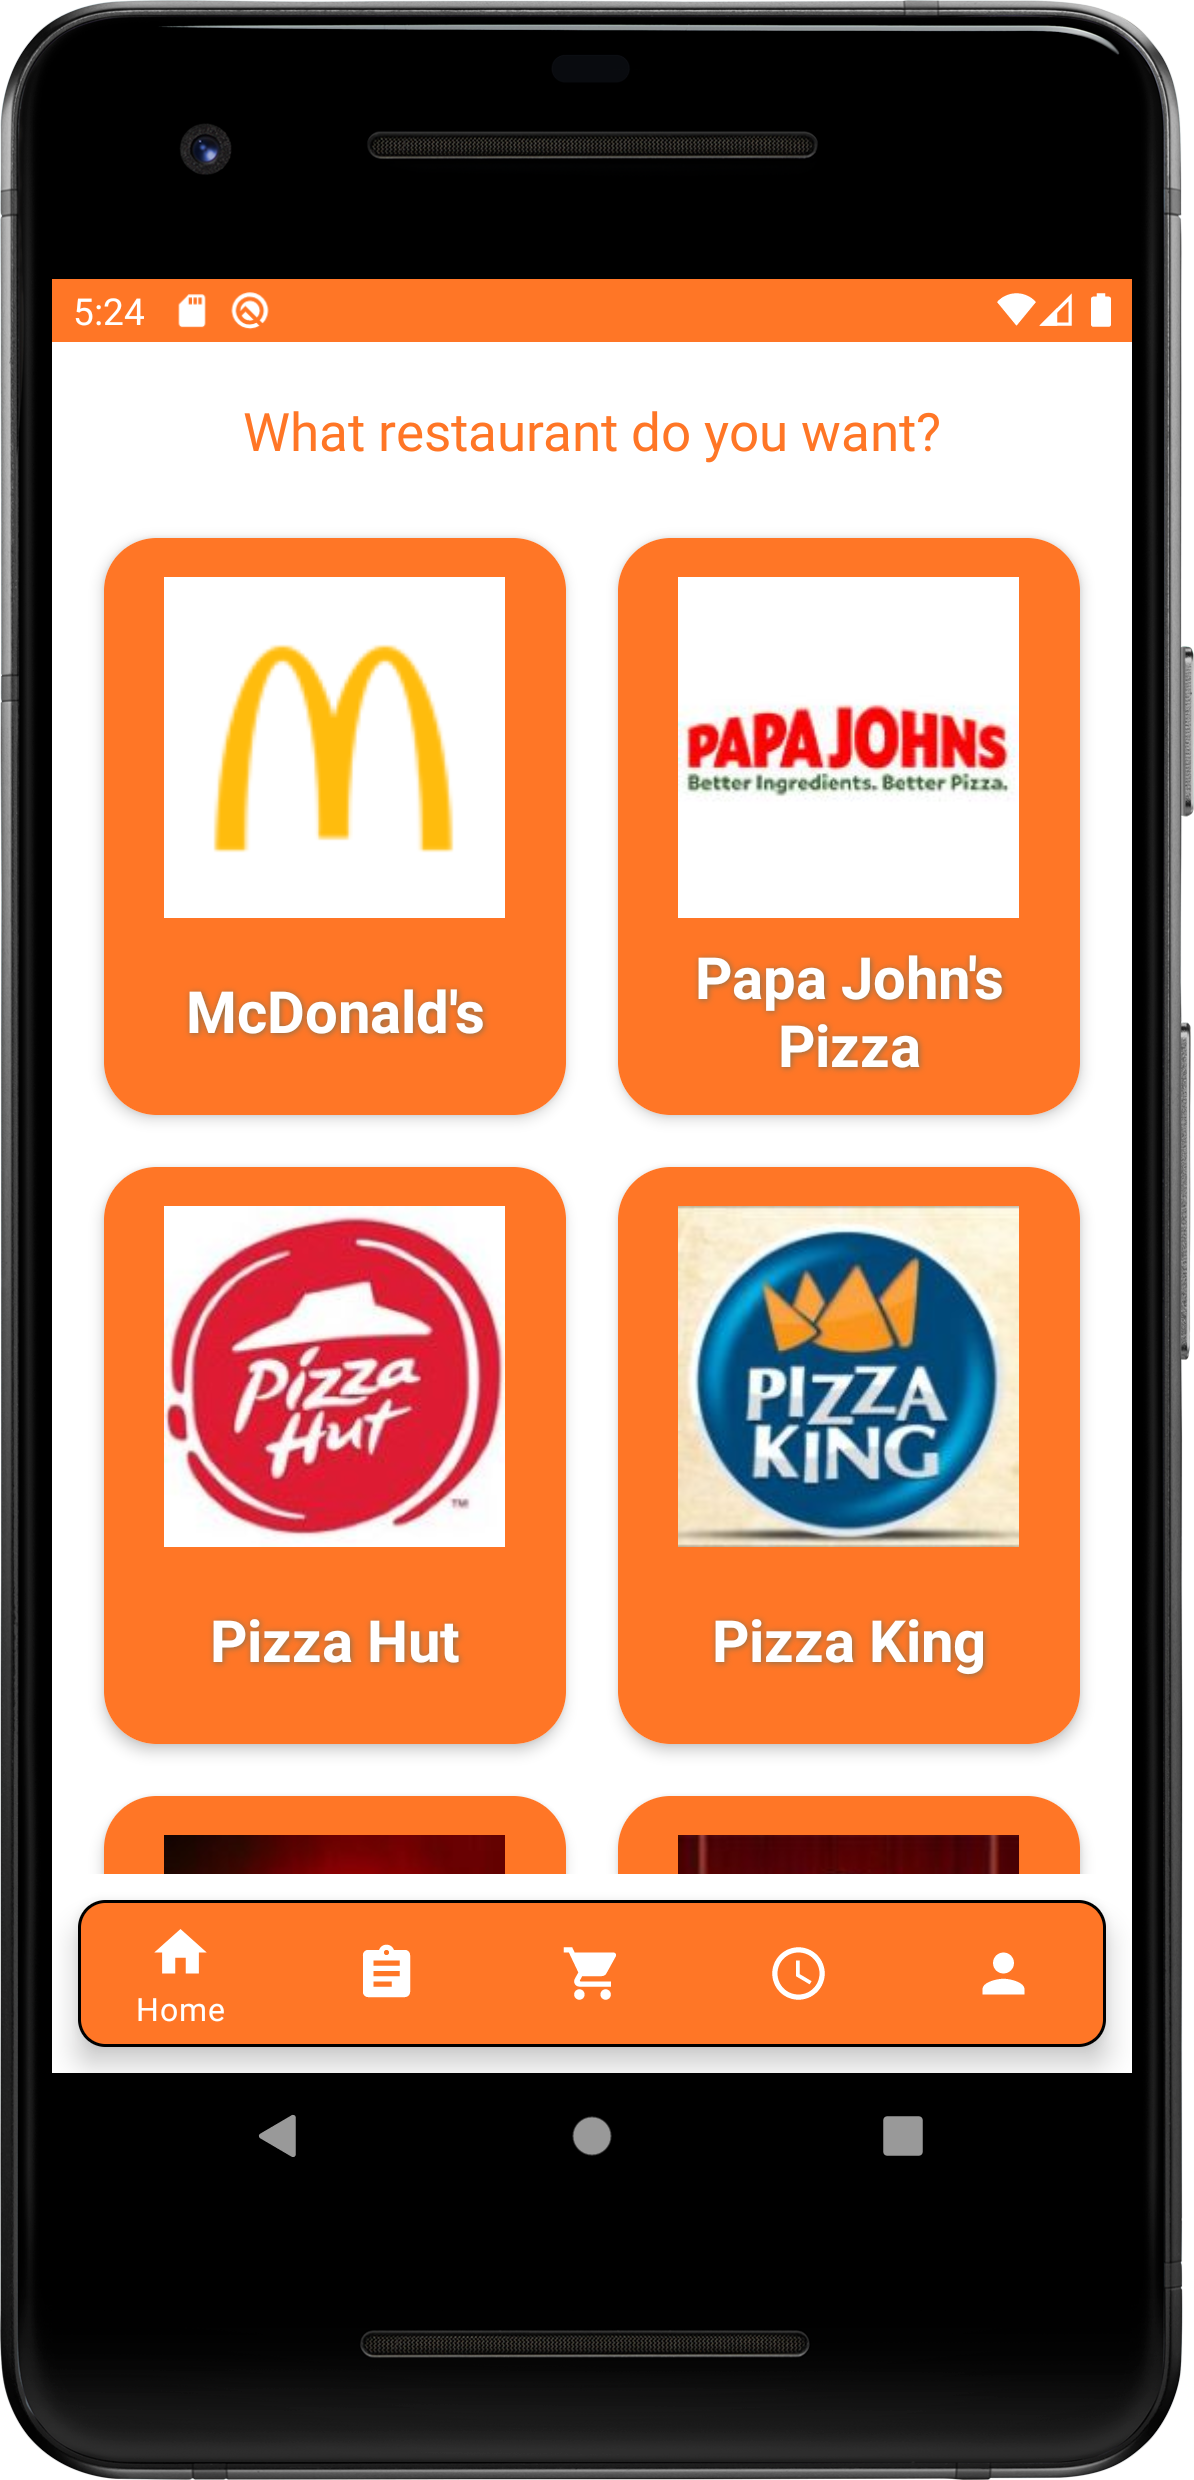 5:24
What restaurant do you want?
PAPA JOHNS
Better Ingredients. Better Pizza.
McDonald's
Papa John's
Pizza
Pizza
Hut
TM
PIZZA
KING
Pizza Hut
Pizza King
Home